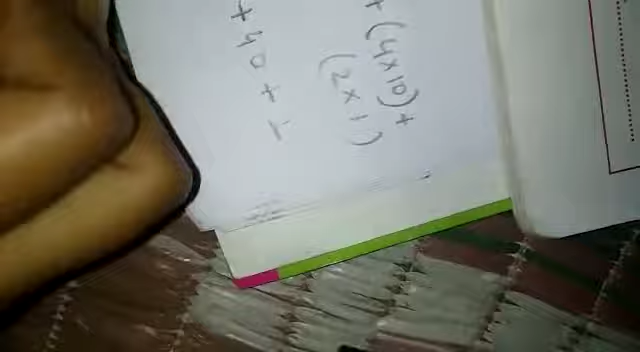 + (4×10) +
(2×1)
+ 40 + 2